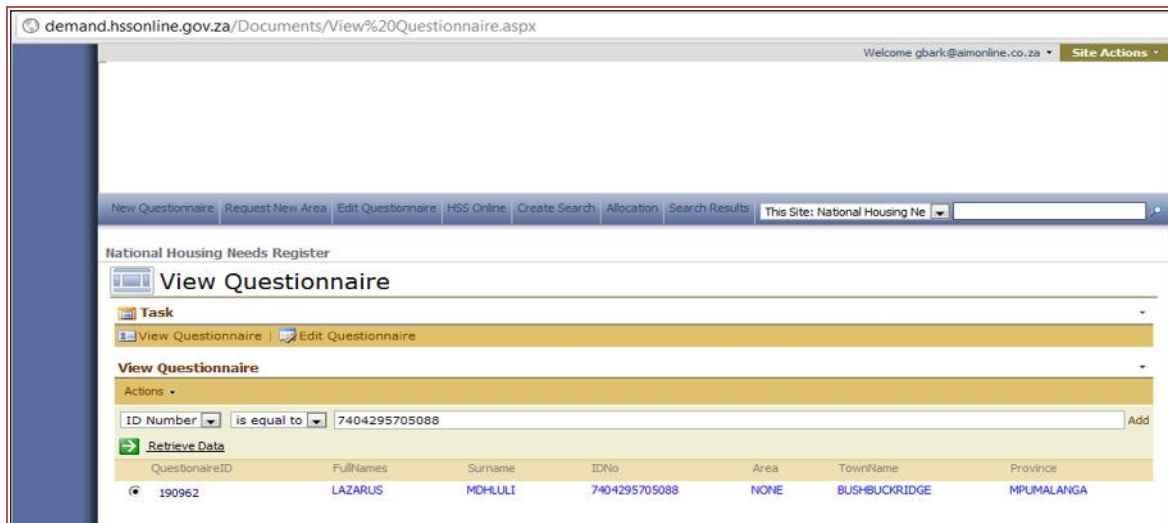 demand.hssonline.gov.za/Documents/View%20Questionnaire.aspx
Welcome gbark@aimonline.co.za Site Actions
New Questionnaire Request New Area Edit Questionnaire HSS Online Create Search Allocation Search Results This Site: National Housing Ne
National Housing Needs Register
View Questionnaire
Task
View Questionnaire | Edit Questionnaire
View Questionnaire
Actions
ID Number is equal to 7404295705088 Add
Retrieve Data
QuestionaireID FullNames Surname IDNo Area TownName Province
190962 LAZARUS MDHLULI 7404295705088 NONE BUSHBUCKRIDGE MPUMALANGA